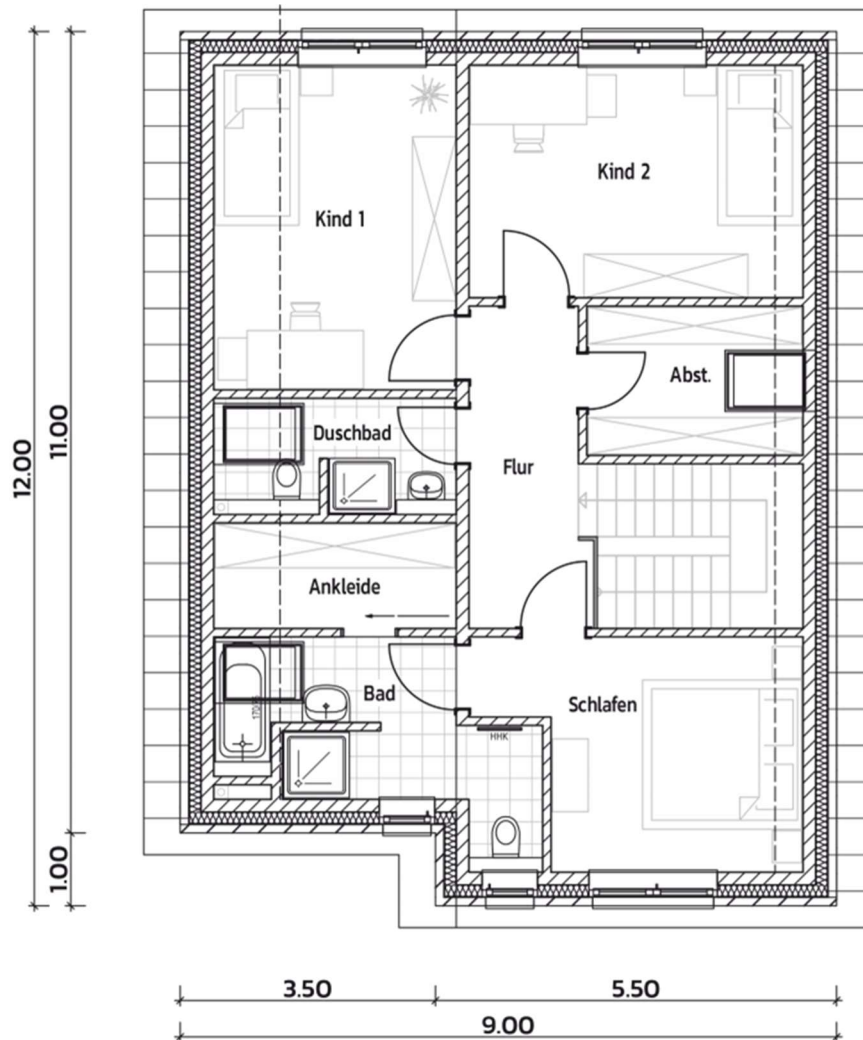 Kind 1
Kind 2
Abst.
Duschbad
Flur
Ankleide
Bad
Schlafen
HHK
12.00
11.00
1.00
3.50
5.50
9.00